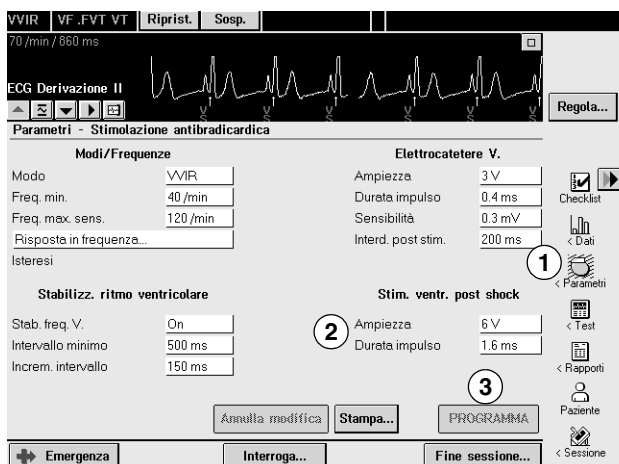 VVIR VF .FVT VT Riprist. Sosp.
70 /min / 860 ms
ECG Derivazione II
Regola...
V S V S V S V S V S
Parametri - Stimolazione antibradicardica
Modi/Frequenze
Modo VVIR
Freq. min. 40 /min
Freq. max. sens. 120 /min
Risposta in frequenza...
Isteresi
Elettrocatetere V.
Ampiezza 3 V
Durata impulso 0.4 ms
Sensibilità 0.3 mV
Interd. post stim. 200 ms
Stabilizz. ritmo ventricolare
Stab. freq. V. On
Intervallo minimo 500 ms
Increm. intervallo 150 ms
Stim. ventr. post shock
2
Ampiezza 6 V
Durata impulso 1.6 ms
3
Annulla modifica Stampa... PROGRAMMA
Checklist
< Dati
1
< Parametri
< Test
< Rapporti
Paziente
< Sessione
Emergenza Interroga... Fine sessione...